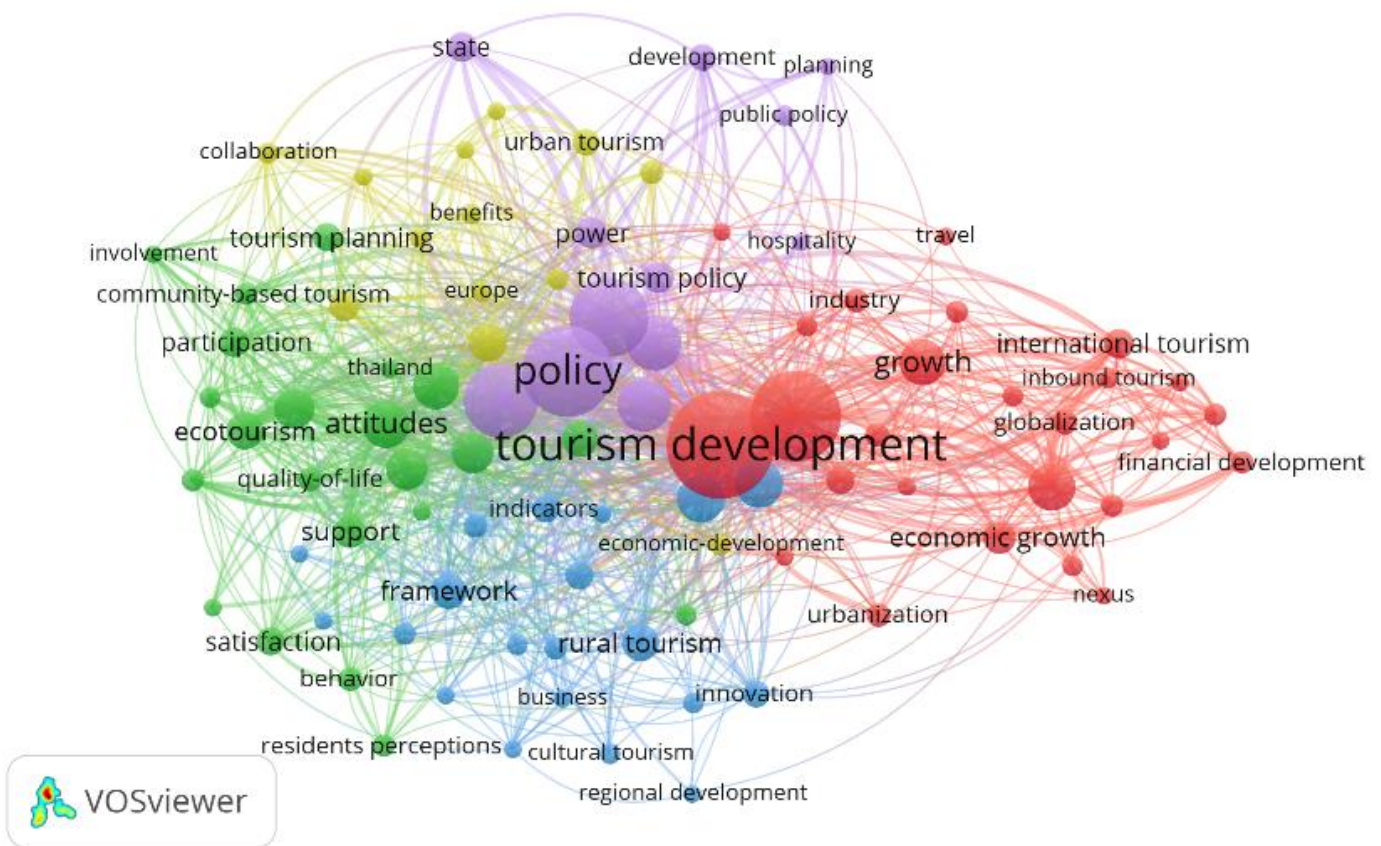 state
development
planning
public policy
collaboration
urban tourism
benefits
involvement
tourism planning
power
hospitality
travel
community-based tourism
europe
tourism policy
industry
participation
thailand
policy
growth
international tourism
inbound tourism
ecotourism
attitudes
tourism development
globalization
quality-of-life
financial development
indicators
support
economic-development
economic growth
framework
nexus
urbanization
satisfaction
rural tourism
behavior
business
innovation
residents perceptions
cultural tourism
regional development
VOSviewer